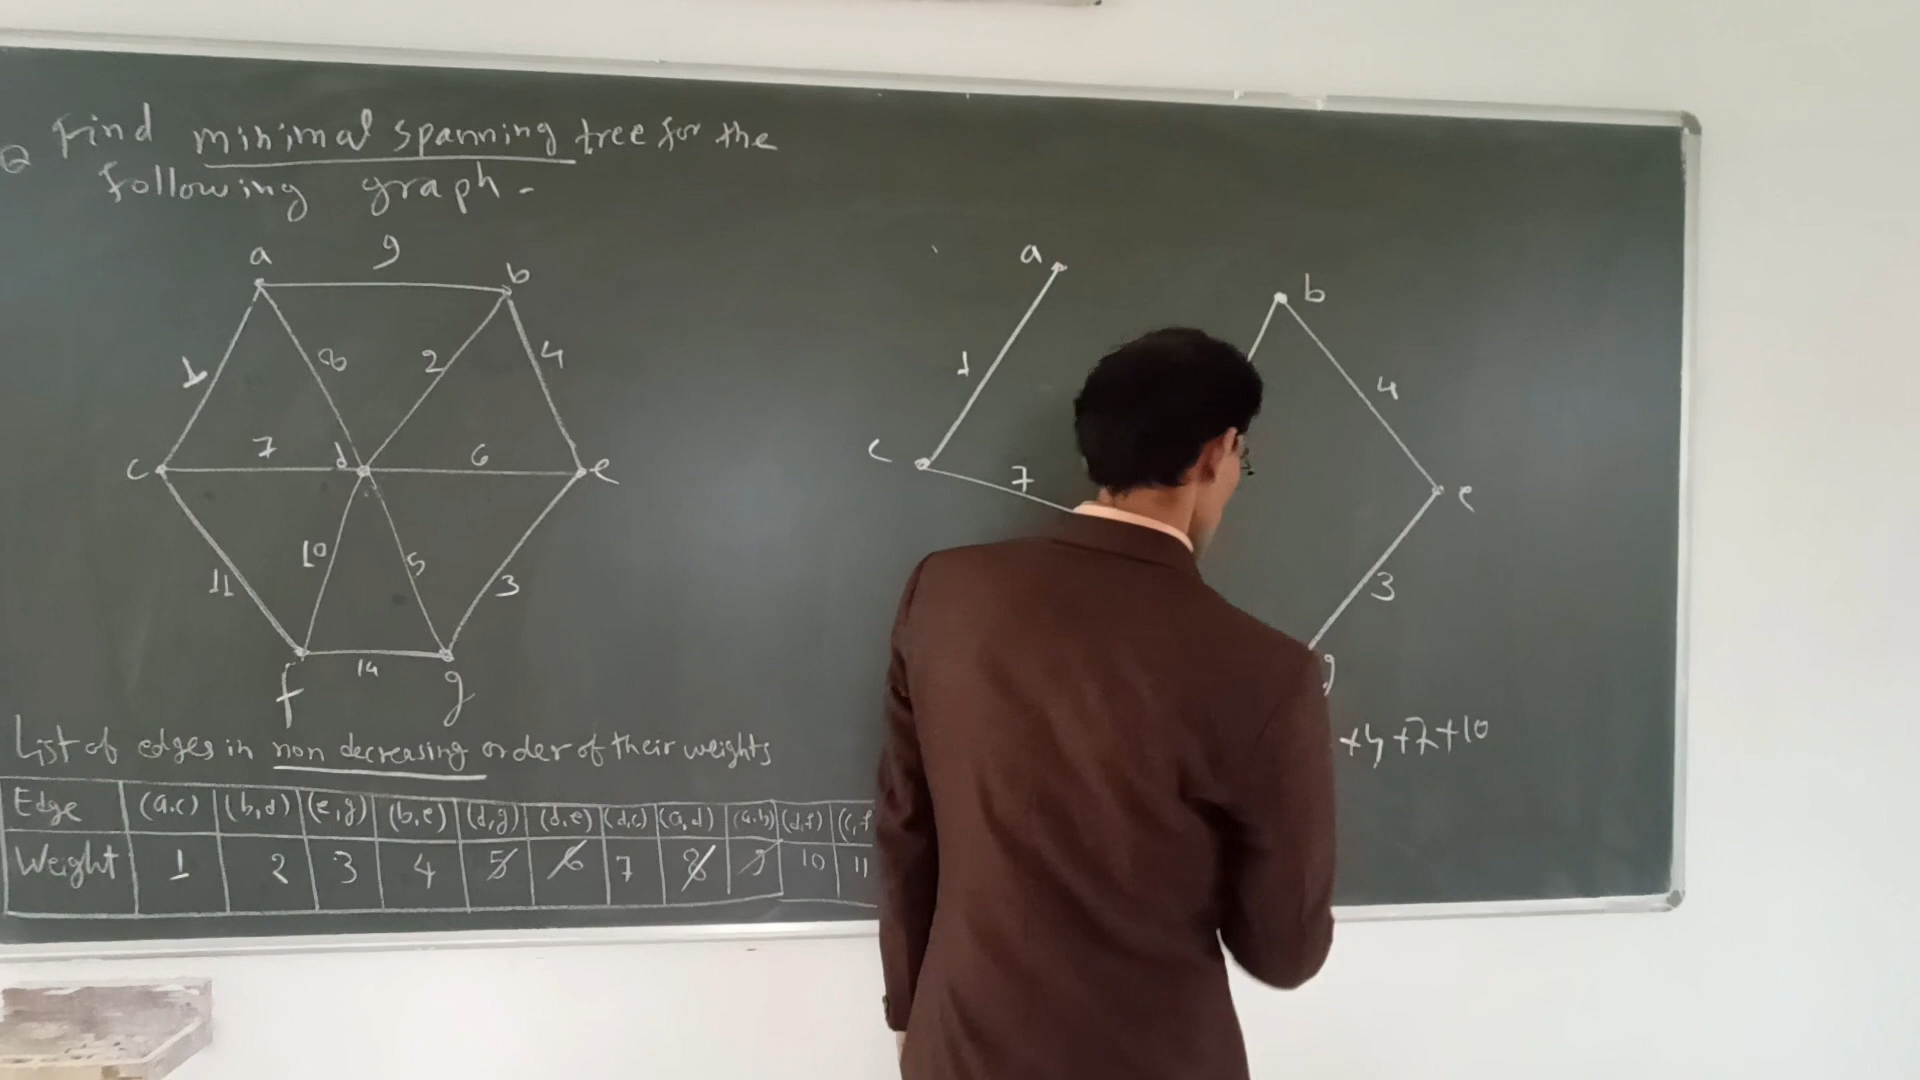 Q Find minimal spanning tree for the
following graph -
a 9 b
1 8 2 4
c 7 d 6 e
11 10 5 3
14
f g
a
b
1
4
c 7
e
3
g
+4+7+10
List of edges in non decreasing order of their weights
Edge (a,c) (b,d) (e,g) (b,e) (d,g) (d,e) (d,c) (a,d) (a,b) (d,f) (c,f
Weight 1 2 3 4 5 6 7 8 9 10 11